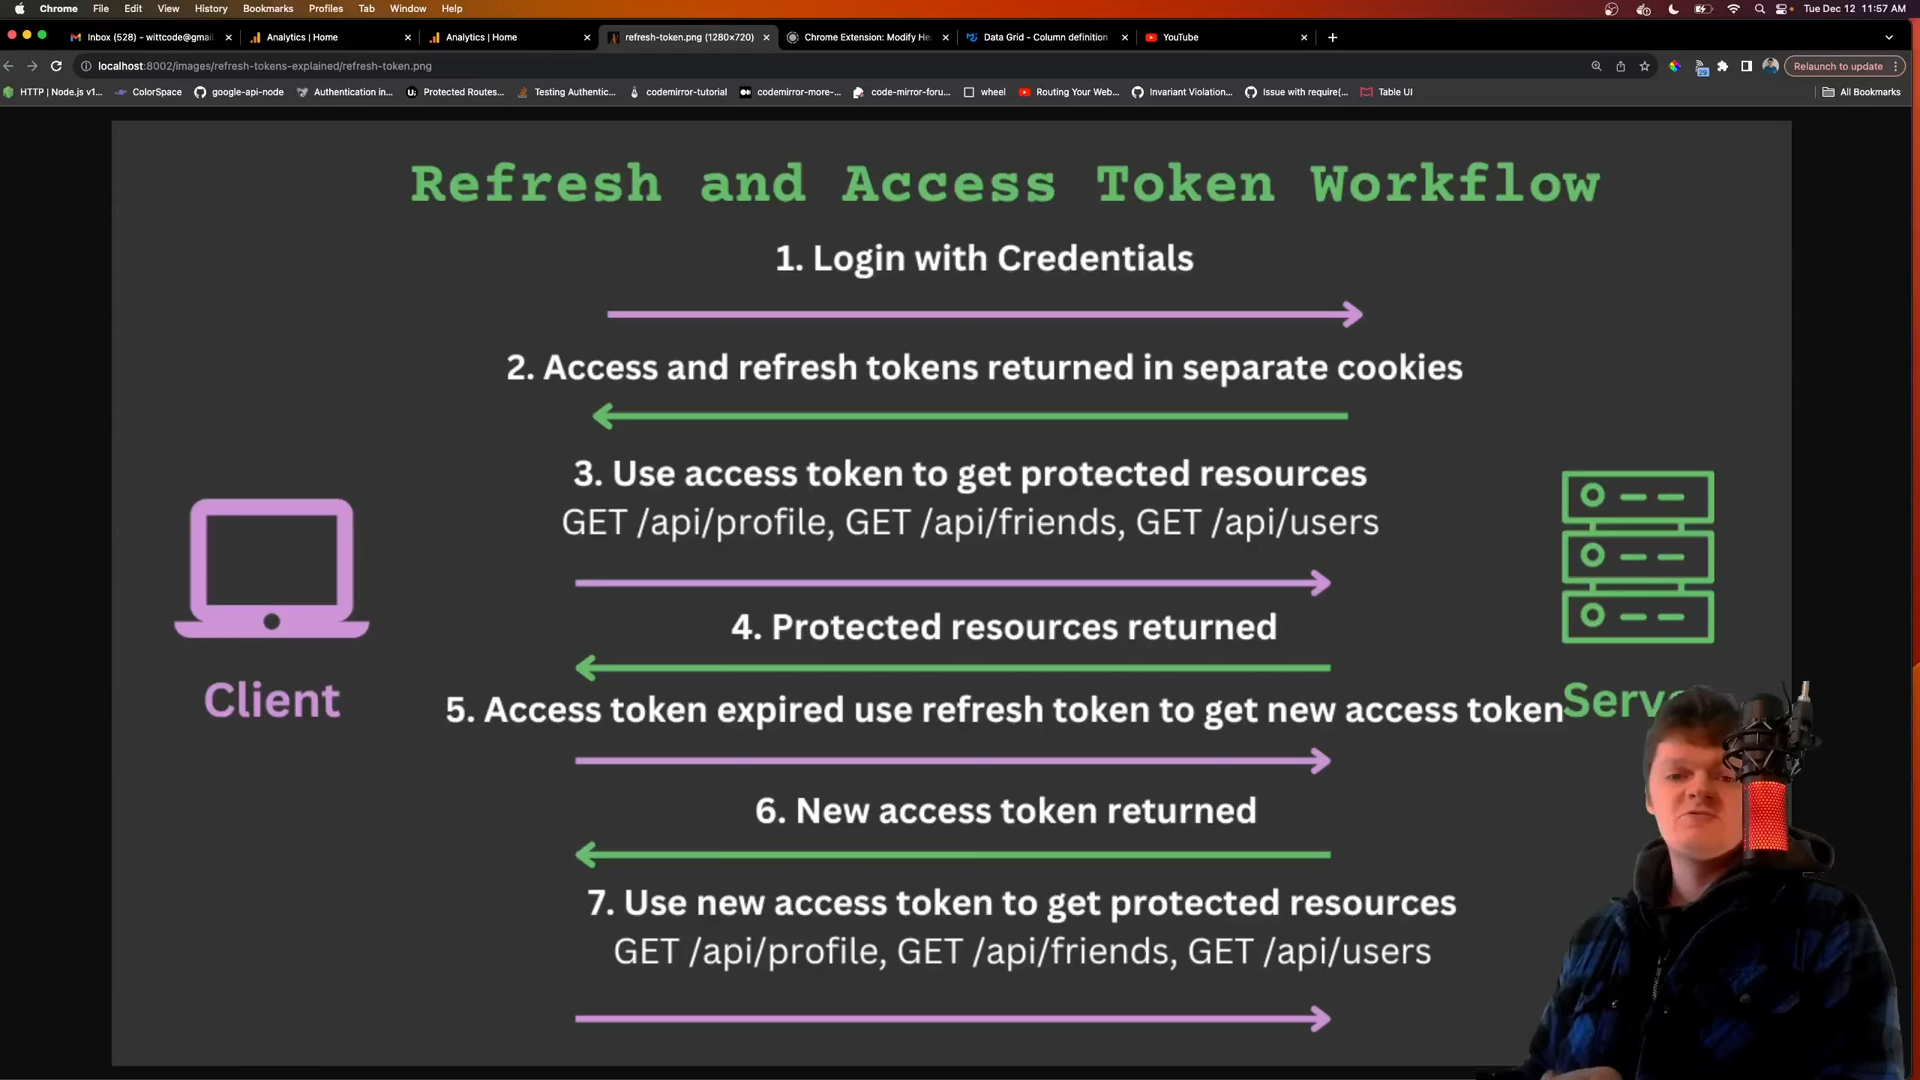 Chrome File Edit View History Bookmarks Profiles Tab Window Help Tue Dec 12 11:57 AM
Inbox (528) - wittcode@gmai Analytics | Home Analytics | Home refresh-token.png (1280×720) Chrome Extension: Modify He Data Grid - Column definition YouTube
localhost:8002/images/refresh-tokens-explained/refresh-token.png 29 Relaunch to update
HTTP | Node.js v1... ColorSpace google-api-node Authentication in... Protected Routes... Testing Authentic... codemirror-tutorial codemirror-more-... code-mirror-foru... wheel Routing Your Web... Invariant Violation... Issue with require(... Table UI All Bookmarks
Refresh and Access Token Workflow
1. Login with Credentials
2. Access and refresh tokens returned in separate cookies
3. Use access token to get protected resources
GET /api/profile, GET /api/friends, GET /api/users
4. Protected resources returned
Client
5. Access token expired use refresh token to get new access token
6. New access token returned
7. Use new access token to get protected resources
GET /api/profile, GET /api/friends, GET /api/users